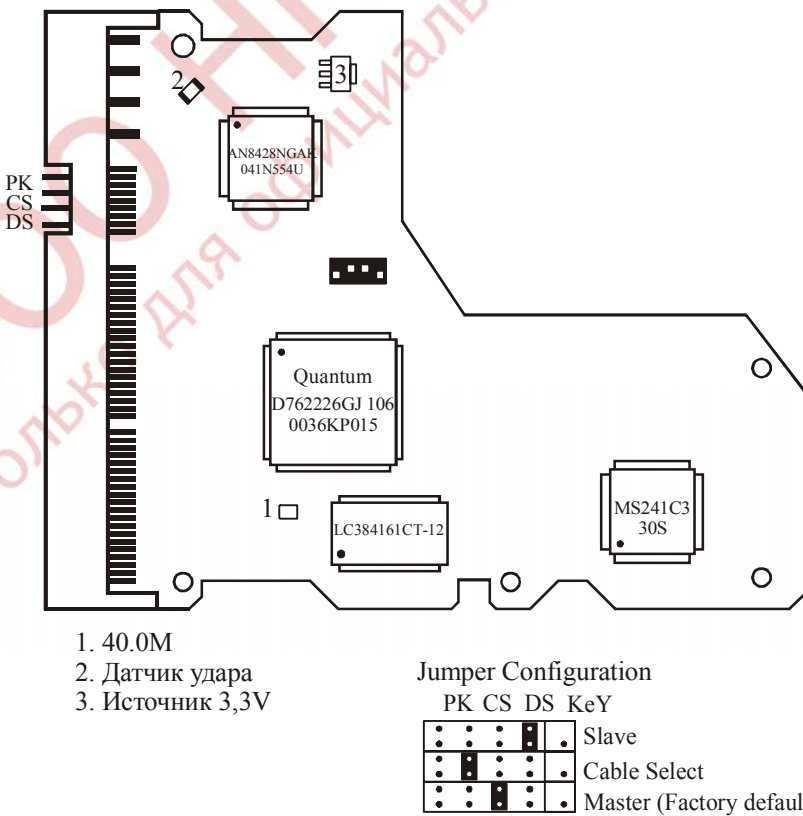 2
3
AN8428NGAK
041N554U
PK
CS
DS
Quantum
D762226GJ 106
0036KP015
1
LC384161CT-12
MS241C3
30S
1. 40.0M
2. Датчик удара
3. Источник 3,3V
Jumper Configuration
PK CS DS KeY
Slave
Cable Select
Master (Factory defaul